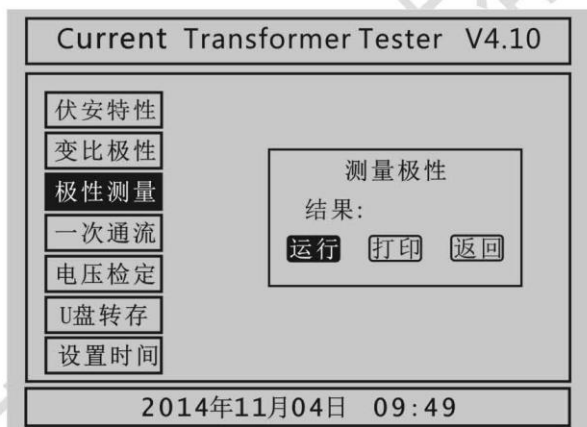 Current Transformer Tester V4.10
伏安特性
变比极性
极性测量
一次通流
电压检定
U盘转存
设置时间
测量极性
结果:
运行 打印 返回
2014年11月04日 09:49